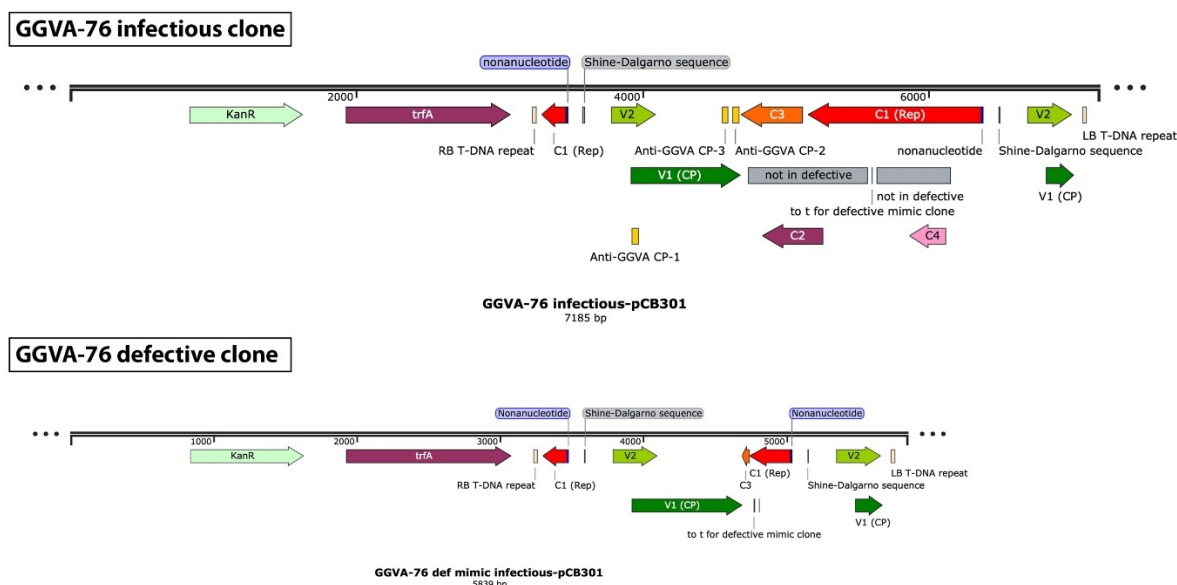 GGVA-76 infectious clone
nonanucleotide Shine-Dalgarno sequence
2000 4000 6000
KanR trfA V2 C3 C1 (Rep) V2
RB T-DNA repeat C1 (Rep) Anti-GGVA CP-3 Anti-GGVA CP-2 nonanucleotide LB T-DNA repeat
Shine-Dalgarno sequence
V1 (CP) not in defective not in defective V1 (CP)
to t for defective mimic clone
C2 C4
Anti-GGVA CP-1
GGVA-76 infectious-pCB301
7185 bp
GGVA-76 defective clone
Nonanucleotide Shine-Dalgarno sequence Nonanucleotide
1000 2000 3000 4000 5000
KanR trfA V2 V2
RB T-DNA repeat C1 (Rep) C1 (Rep) LB T-DNA repeat
C3 Shine-Dalgarno sequence
V1 (CP) V1 (CP)
to t for defective mimic clone
GGVA-76 def mimic infectious-pCB301
5839 bp